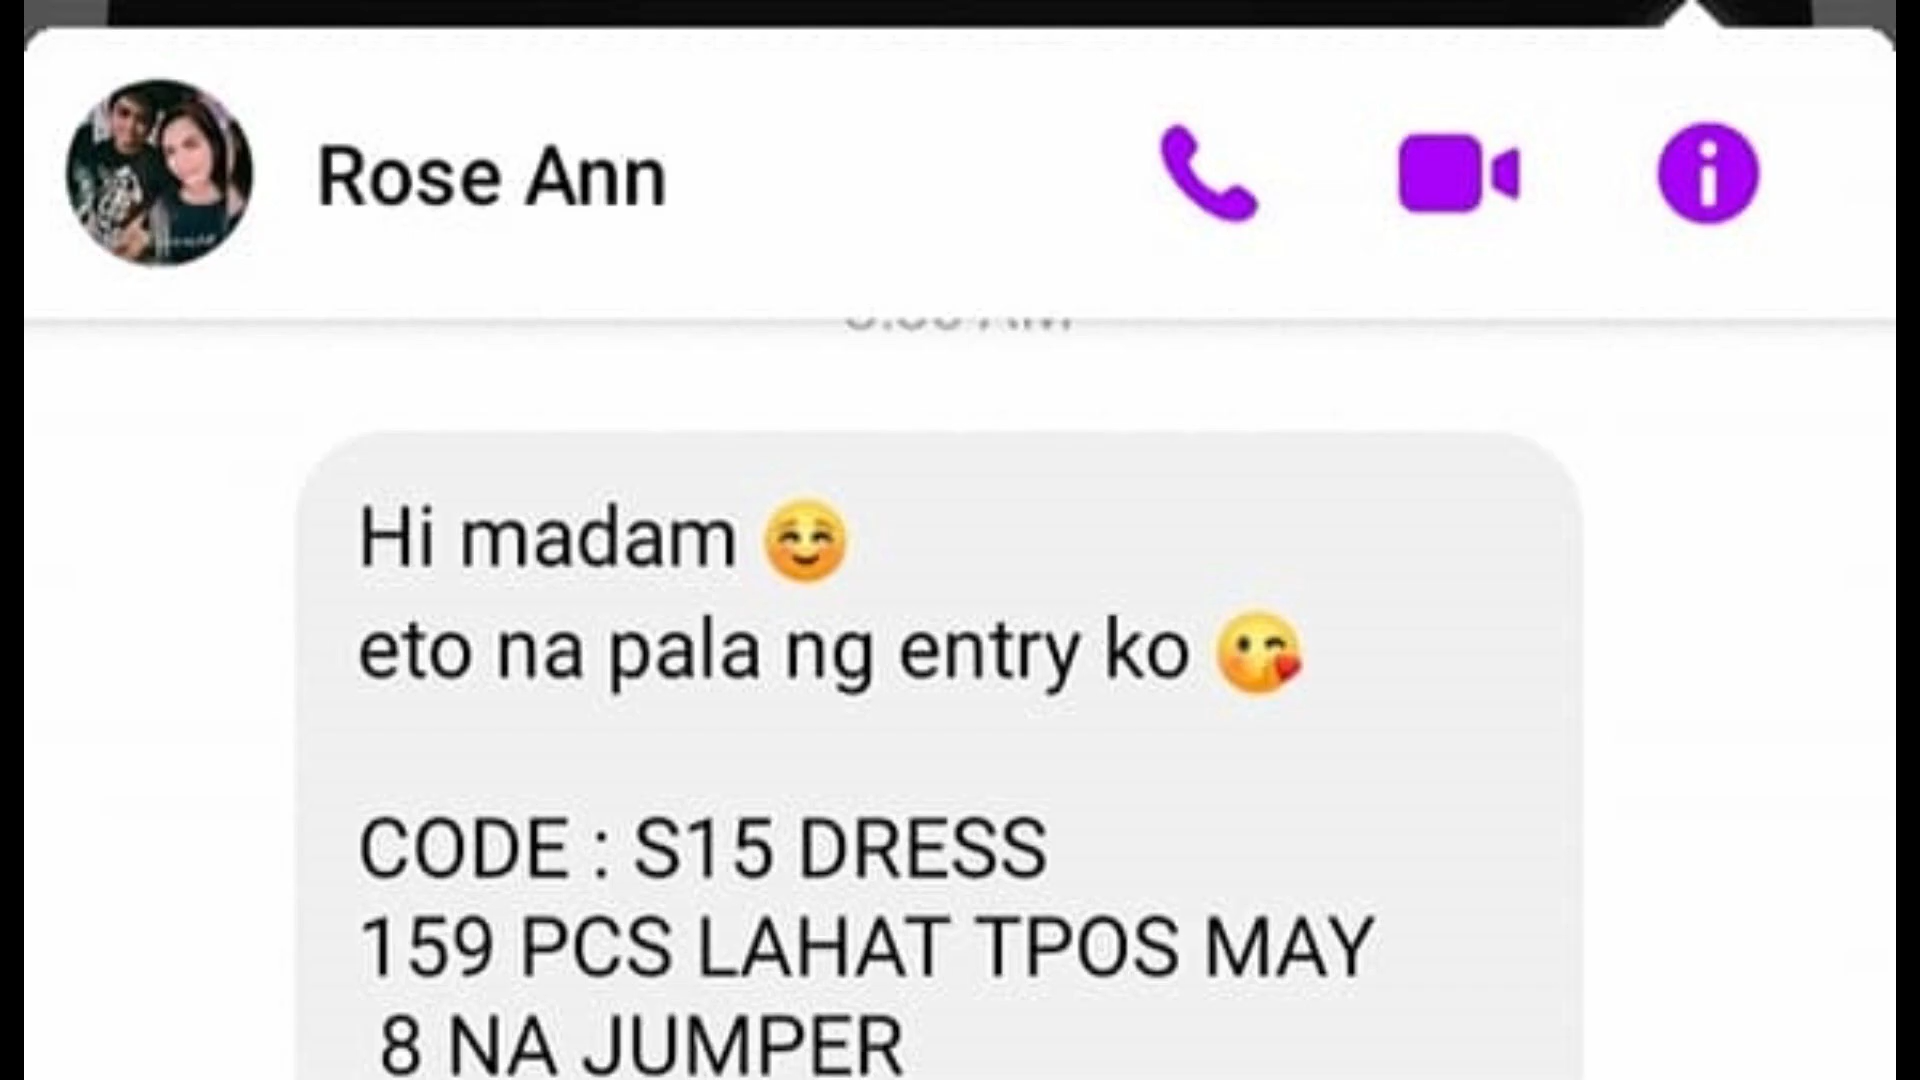 Rose Ann
Hi madam 😊
eto na pala ng entry ko 😘
CODE : S15 DRESS
159 PCS LAHAT TPOS MAY
8 NA JUMPER